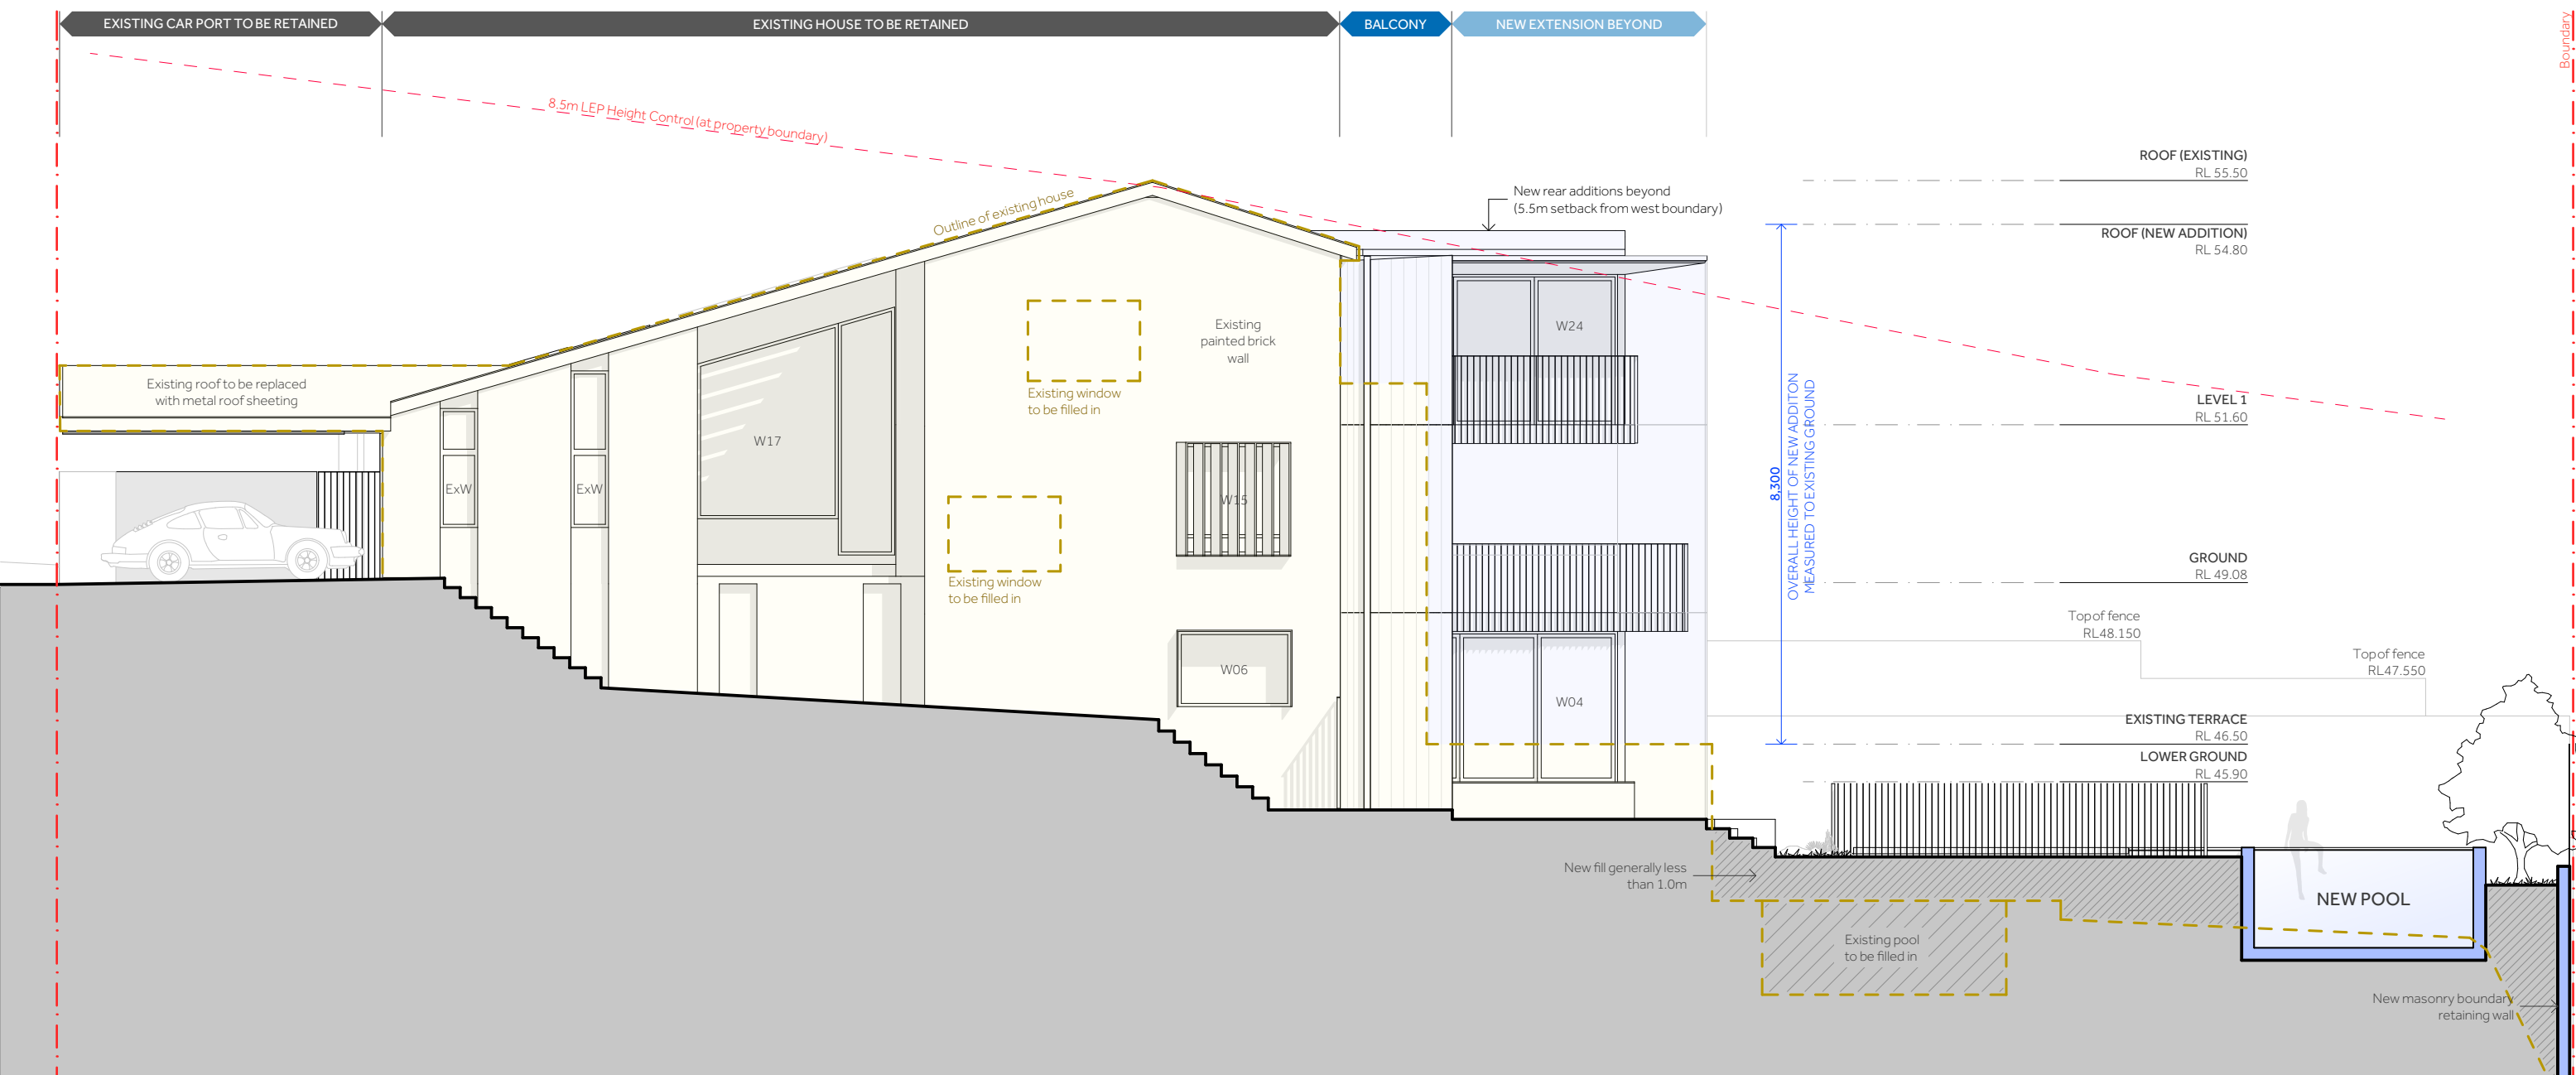 EXISTING CAR PORT TO BE RETAINED
EXISTING HOUSE TO BE RETAINED
BALCONY
NEW EXTENSION BEYOND
Boundary
8.5m LEP Height Control (at property boundary)
Outline of existing house
New rear additions beyond
(5.5m setback from west boundary)
ROOF (EXISTING)
RL 55.50
ROOF (NEW ADDITION)
RL 54.80
Existing roof to be replaced
with metal roof sheeting
Existing
painted brick
wall
Existing window
to be filled in
W24
W17
ExW
ExW
W15
Existing window
to be filled in
8,300
OVERALL HEIGHT OF NEW ADDITON
MEASURED TO EXISTING GROUND
LEVEL 1
RL 51.60
GROUND
RL 49.08
Top of fence
RL48.150
Top of fence
RL47.550
W06
W04
EXISTING TERRACE
RL 46.50
LOWER GROUND
RL 45.90
New fill generally less
than 1.0m
NEW POOL
Existing pool
to be filled in
New masonry boundary
retaining wall